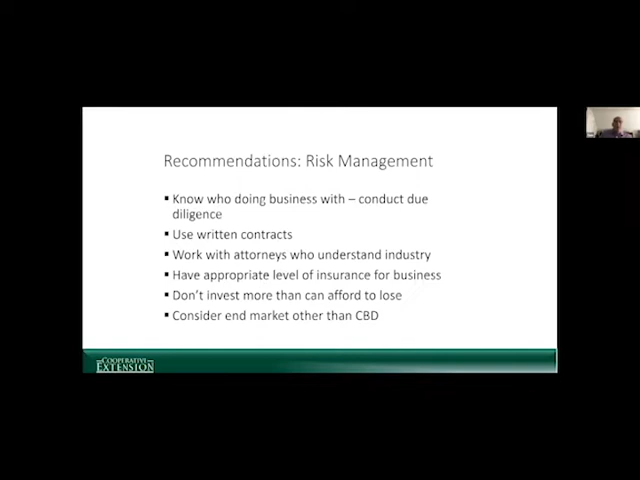 Recommendations: Risk Management
▪ Know who doing business with – conduct due
diligence
▪ Use written contracts
▪ Work with attorneys who understand industry
▪ Have appropriate level of insurance for business
▪ Don't invest more than can afford to lose
▪ Consider end market other than CBD
COOPERATIVE
EXTENSION